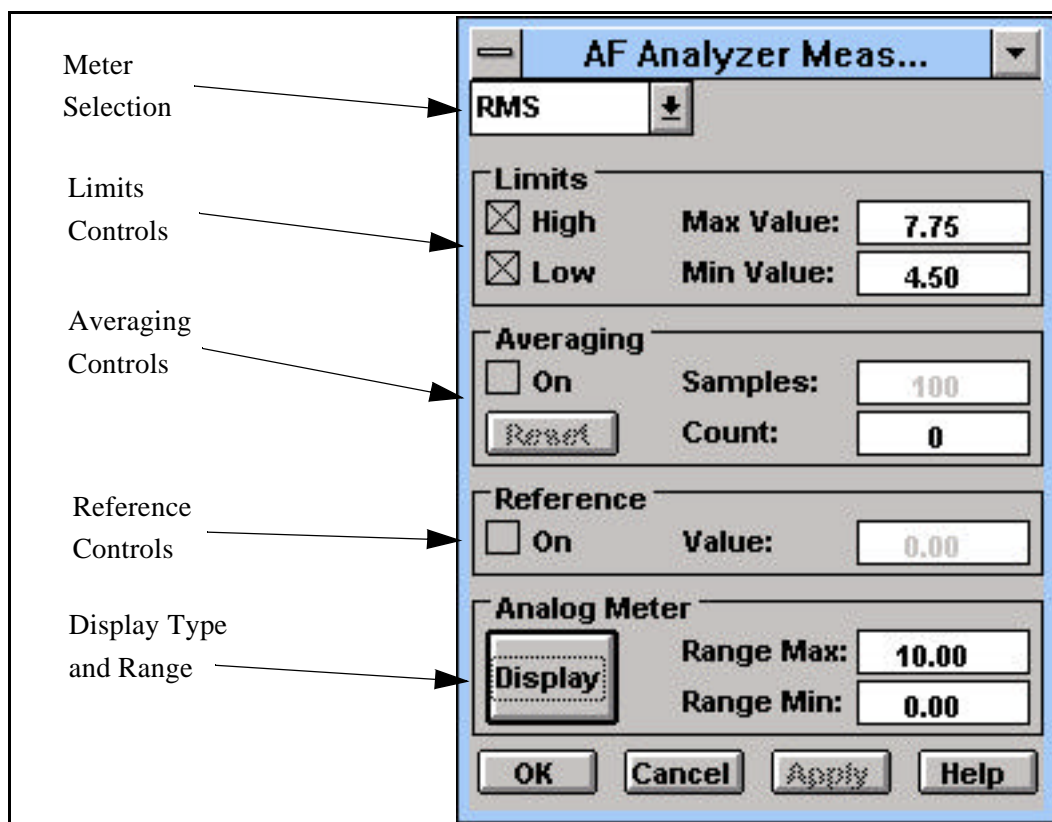 Meter
Selection
Limits
Controls
Averaging
Controls
Reference
Controls
Display Type
and Range
AF Analyzer Meas...
RMS
Limits
High Max Value: 7.75
Low Min Value: 4.50
Averaging
On Samples: 100
Reset Count: 0
Reference
On Value: 0.00
Analog Meter
Display
Range Max: 10.00
Range Min: 0.00
OK Cancel Apply Help